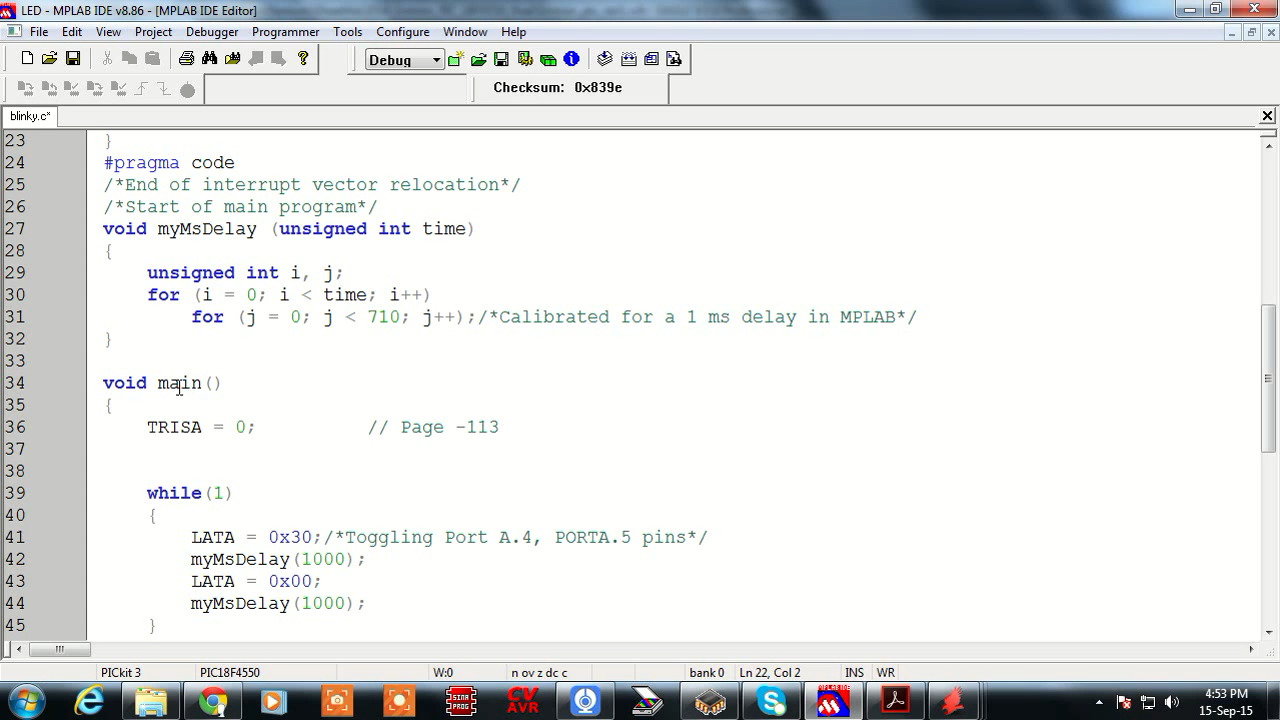 LED - MPLAB IDE v8.86 - [MPLAB IDE Editor]
File Edit View Project Debugger Programmer Tools Configure Window Help
Debug
Checksum: 0x839e
blinky.c*
23 }
24 #pragma code
25 /*End of interrupt vector relocation*/
26 /*Start of main program*/
27 void myMsDelay (unsigned int time)
28 {
29 unsigned int i, j;
30 for (i = 0; i < time; i++)
31 for (j = 0; j < 710; j++);/*Calibrated for a 1 ms delay in MPLAB*/
32 }
33
34 void main()
35 {
36 TRISA = 0; // Page -113
37
38
39 while(1)
40 {
41 LATA = 0x30;/*Toggling Port A.4, PORTA.5 pins*/
42 myMsDelay(1000);
43 LATA = 0x00;
44 myMsDelay(1000);
45 }
PICkit 3 PIC18F4550 W:0 n ov z dc c bank 0 Ln 22, Col 2 INS WR
SINA PROG CV AVR MPLAB IDE 4:53 PM
15-Sep-15